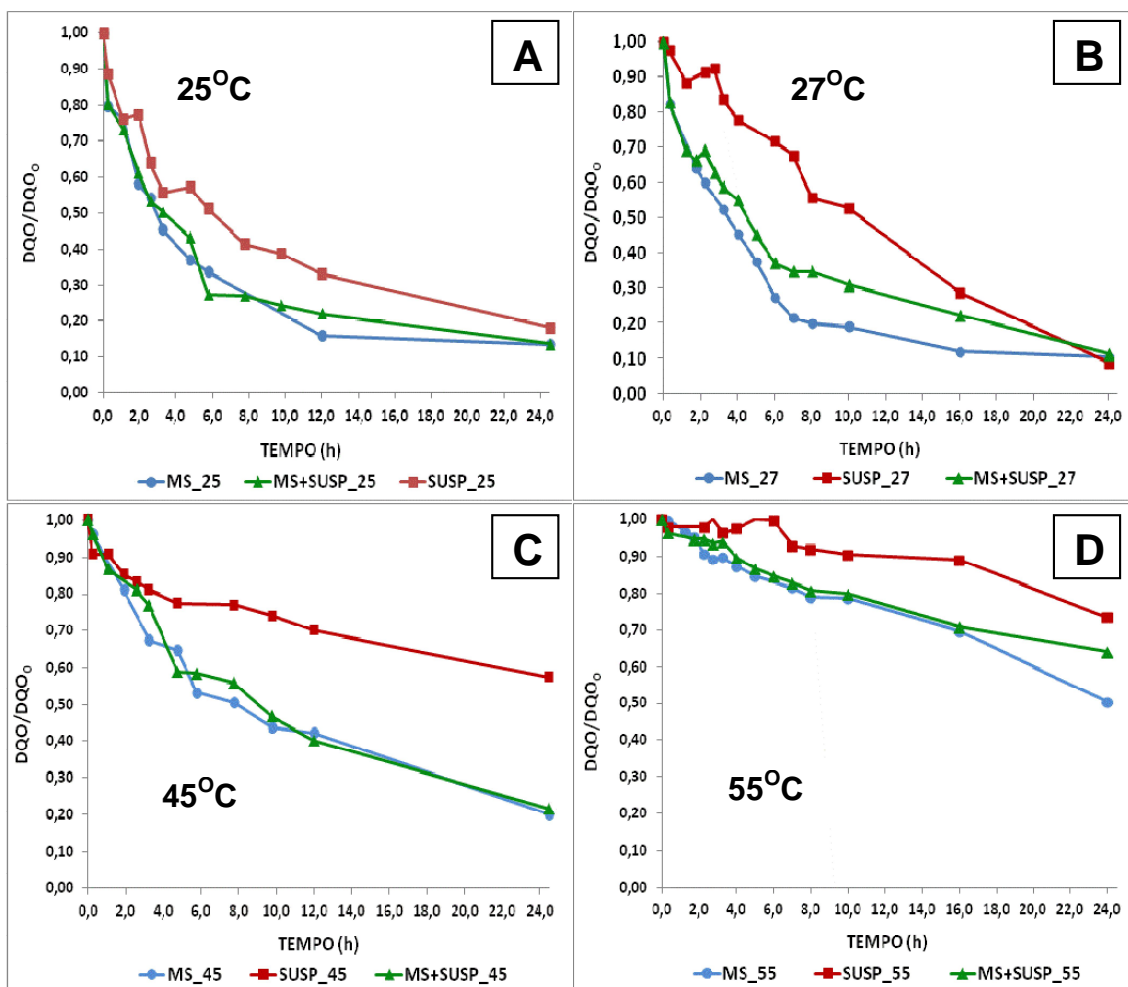 A
25ᴼC
DQO/DQO₀
1,00
0,90
0,80
0,70
0,60
0,50
0,40
0,30
0,20
0,10
0,00
0,0 2,0 4,0 6,0 8,0 10,0 12,0 14,0 16,0 18,0 20,0 22,0 24,0
TEMPO (h)
MS_25 MS+SUSP_25 SUSP_25
B
27ᴼC
DQO/DQO₀
1,00
0,90
0,80
0,70
0,60
0,50
0,40
0,30
0,20
0,10
0,00
0,0 2,0 4,0 6,0 8,0 10,0 12,0 14,0 16,0 18,0 20,0 22,0 24,0
TEMPO (h)
MS_27 SUSP_27 MS+SUSP_27
C
45ᴼC
DQO/DQO₀
1,00
0,90
0,80
0,70
0,60
0,50
0,40
0,30
0,20
0,10
0,00
0,0 2,0 4,0 6,0 8,0 10,0 12,0 14,0 16,0 18,0 20,0 22,0 24,0
TEMPO (h)
MS_45 SUSP_45 MS+SUSP_45
D
55ᴼC
DQO/DQO₀
1,00
0,90
0,80
0,70
0,60
0,50
0,40
0,30
0,20
0,10
0,00
0,0 2,0 4,0 6,0 8,0 10,0 12,0 14,0 16,0 18,0 20,0 22,0 24,0
TEMPO (h)
MS_55 SUSP_55 MS+SUSP_55